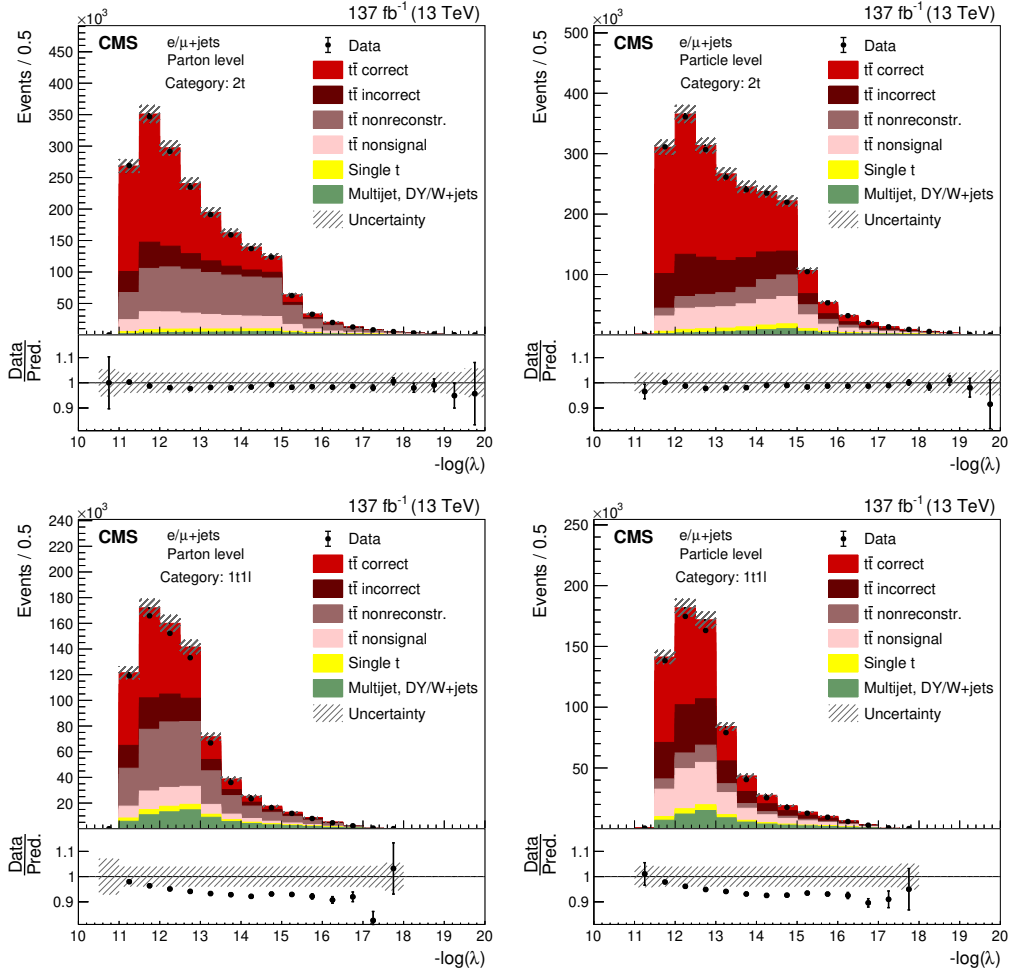 137 fb⁻¹ (13 TeV)
×10³
CMS
e/μ+jets
Parton level
Category: 2t
Data
tt̄ correct
tt̄ incorrect
tt̄ nonreconstr.
tt̄ nonsignal
Single t
Multijet, DY/W+jets
Uncertainty
Events / 0.5
450
400
350
300
250
200
150
100
50
Data
Pred.
1.1
1
0.9
10 11 12 13 14 15 16 17 18 19 20
-log(λ)
137 fb⁻¹ (13 TeV)
×10³
CMS
e/μ+jets
Particle level
Category: 2t
Data
tt̄ correct
tt̄ incorrect
tt̄ nonreconstr.
tt̄ nonsignal
Single t
Multijet, DY/W+jets
Uncertainty
Events / 0.5
500
400
300
200
100
Data
Pred.
1.1
1
0.9
10 11 12 13 14 15 16 17 18 19 20
-log(λ)
137 fb⁻¹ (13 TeV)
×10³
CMS
e/μ+jets
Parton level
Category: 1t1l
Data
tt̄ correct
tt̄ incorrect
tt̄ nonreconstr.
tt̄ nonsignal
Single t
Multijet, DY/W+jets
Uncertainty
Events / 0.5
240
220
200
180
160
140
120
100
80
60
40
20
Data
Pred.
1.1
1
0.9
10 11 12 13 14 15 16 17 18 19 20
-log(λ)
137 fb⁻¹ (13 TeV)
×10³
CMS
e/μ+jets
Particle level
Category: 1t1l
Data
tt̄ correct
tt̄ incorrect
tt̄ nonreconstr.
tt̄ nonsignal
Single t
Multijet, DY/W+jets
Uncertainty
Events / 0.5
250
200
150
100
50
Data
Pred.
1.1
1
0.9
10 11 12 13 14 15 16 17 18 19 20
-log(λ)